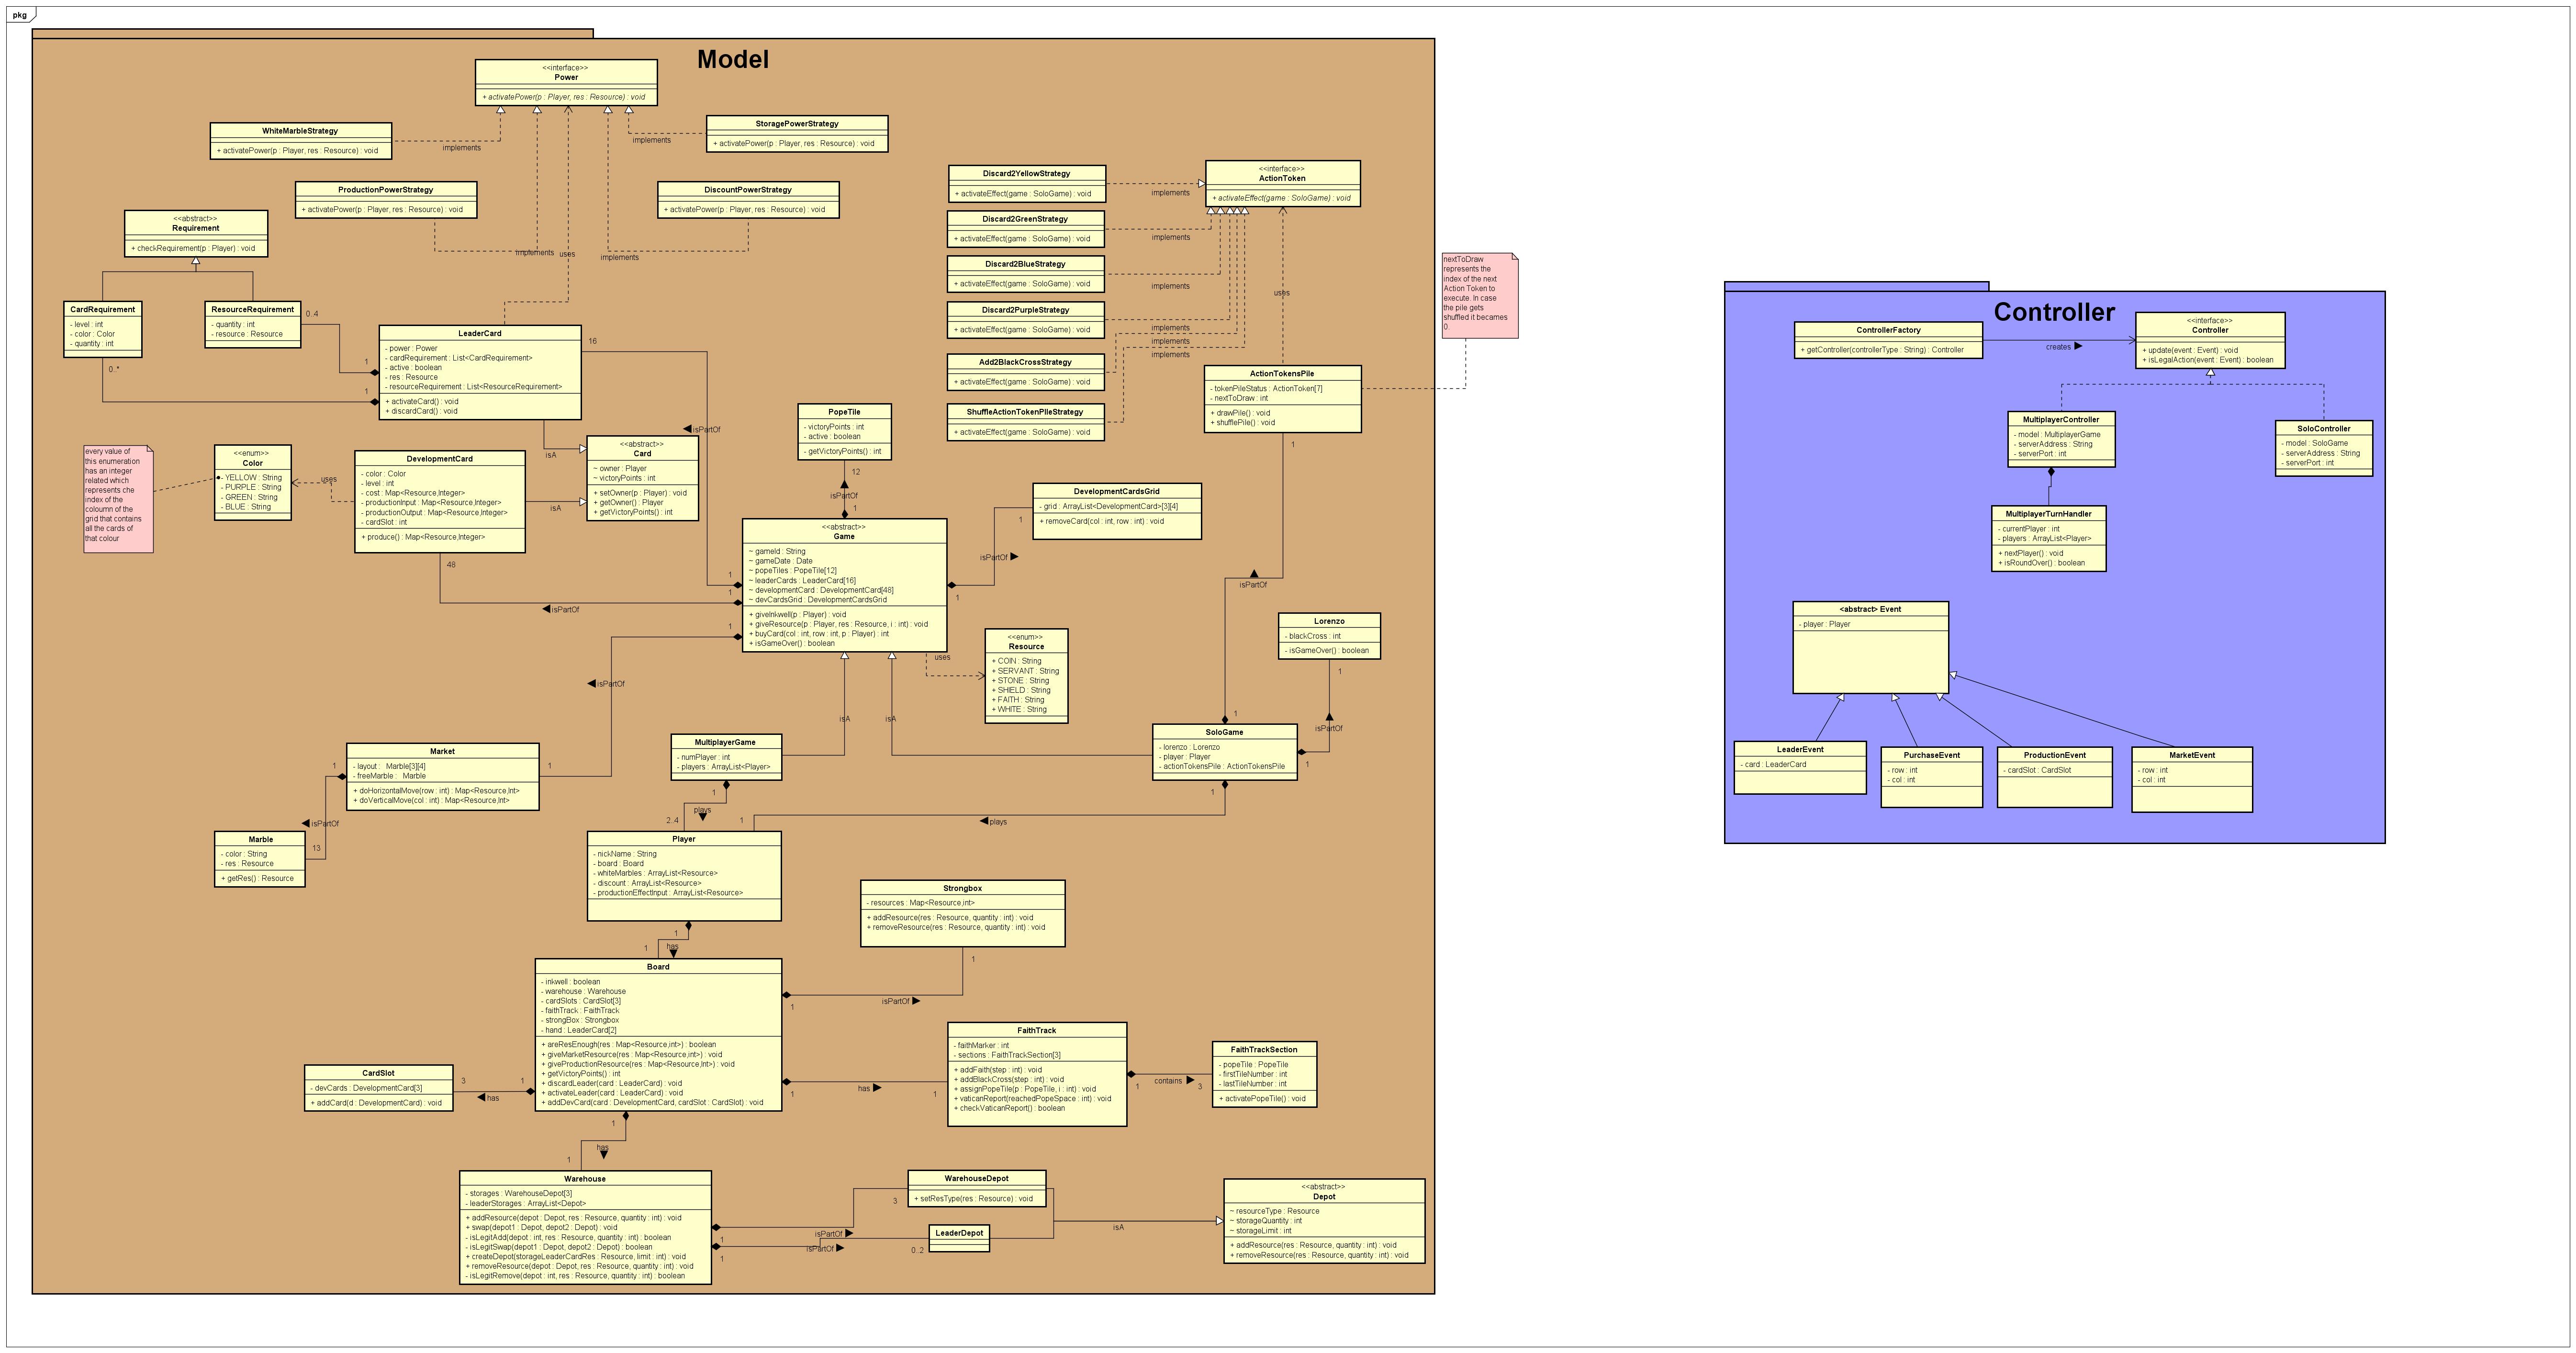 pkg
Model
<<interface>>
Power
+ activatePower(p : Player, res : Resource) : void
WhiteMarbleStrategy
+ activatePower(p : Player, res : Resource) : void
implements
StoragePowerStrategy
+ activatePower(p : Player, res : Resource) : void
implements
ProductionPowerStrategy
+ activatePower(p : Player, res : Resource) : void
implements
uses
DiscountPowerStrategy
+ activatePower(p : Player, res : Resource) : void
implements
<<abstract>>
Requirement
+ checkRequirement(p : Player) : void
CardRequirement
- level : int
- color : Color
- quantity : int
0..*
ResourceRequirement
- quantity : int
- resource : Resource
0..4
1
1
LeaderCard
- power : Power
- cardRequirement : List<CardRequirement>
- active : boolean
- res : Resource
- resourceRequirement : List<ResourceRequirement>
+ activateCard() : void
+ discardCard() : void
16
isPartOf
isA
<<abstract>>
Card
~ owner : Player
~ victoryPoints : int
+ setOwner(p : Player) : void
+ getOwner() : Player
+ getVictoryPoints() : int
isA
every value of
this enumeration
has an integer
related which
represents che
index of the
coloumn of the
grid that contains
all the cards of
that colour
<<enum>>
Color
- YELLOW : String
- PURPLE : String
- GREEN : String
- BLUE : String
uses
DevelopmentCard
- color : Color
- level : int
- cost : Map<Resource,Integer>
- productionInput : Map<Resource,Integer>
- productionOutput : Map<Resource,Integer>
- cardSlot : int
+ produce() : Map<Resource,Integer>
48
isPartOf
Discard2YellowStrategy
+ activateEffect(game : SoloGame) : void
implements
Discard2GreenStrategy
+ activateEffect(game : SoloGame) : void
implements
Discard2BlueStrategy
+ activateEffect(game : SoloGame) : void
implements
Discard2PurpleStrategy
+ activateEffect(game : SoloGame) : void
implements
Add2BlackCrossStrategy
+ activateEffect(game : SoloGame) : void
implements
implements
ShuffleActionTokenPIleStrategy
+ activateEffect(game : SoloGame) : void
<<interface>>
ActionToken
+ activateEffect(game : SoloGame) : void
uses
ActionTokensPile
- tokenPileStatus : ActionToken[7]
- nextToDraw : int
+ drawPile() : void
+ shufflePile() : void
1
isPartOf
nextToDraw
represents the
index of the next
Action Token to
execute. In case
the pile gets
shuffled it becames
0.
PopeTile
- victoryPoints : int
- active : boolean
- getVictoryPoints() : int
12
isPartOf
1
DevelopmentCardsGrid
- grid : ArrayList<DevelopmentCard>[3][4]
+ removeCard(col : int, row : int) : void
1
isPartOf
1
<<abstract>>
Game
~ gameId : String
~ gameDate : Date
~ popeTiles : PopeTile[12]
~ leaderCards : LeaderCard[16]
~ developmentCard : DevelopmentCard[48]
~ devCardsGrid : DevelopmentCardsGrid
+ giveInkwell(p : Player) : void
+ giveResource(p : Player, res : Resource, i : int) : void
+ buyCard(col : int, row : int, p : Player) : int
+ isGameOver() : boolean
1
1
1
isPartOf
uses
<<enum>>
Resource
+ COIN : String
+ SERVANT : String
+ STONE : String
+ SHIELD : String
+ FAITH : String
+ WHITE : String
Lorenzo
- blackCross : int
- isGameOver() : boolean
1
isPartOf
1
isA
isA
MultiplayerGame
- numPlayer : int
- players : ArrayList<Player>
1
plays
2..4
SoloGame
- lorenzo : Lorenzo
- player : Player
- actionTokensPile : ActionTokensPile
1
1
plays
1
Market
- layout :   Marble[3][4]
- freeMarble :   Marble
+ doHorizontalMove(row : int) : Map<Resource,Int>
+ doVerticalMove(col : int) : Map<Resource,Int>
1
1
isPartOf
13
Marble
- color : String
- res : Resource
+ getRes() : Resource
Player
- nickName : String
- board : Board
- whiteMarbles : ArrayList<Resource>
- discount : ArrayList<Resource>
- productionEffectInput : ArrayList<Resource>
1
has
1
Strongbox
- resources : Map<Resource,int>
+ addResource(res : Resource, quantity : int) : void
+ removeResource(res : Resource, quantity : int) : void
1
isPartOf
1
Board
- inkwell : boolean
- warehouse : Warehouse
- cardSlots : CardSlot[3]
- faithTrack : FaithTrack
- strongBox : Strongbox
- hand : LeaderCard[2]
+ areResEnough(res : Map<Resource,int>) : boolean
+ giveMarketResource(res : Map<Resource,int>) : void
+ giveProductionResource(res : Map<Resource,Int>) : void
+ getVictoryPoints() : int
+ discardLeader(card : LeaderCard) : void
+ activateLeader(card : LeaderCard) : void
+ addDevCard(card : DevelopmentCard, cardSlot : CardSlot) : void
CardSlot
- devCards : DevelopmentCard[3]
+ addCard(d : DevelopmentCard) : void
3
1
has
1
has
1
FaithTrack
- faithMarker : int
- sections : FaithTrackSection[3]
+ addFaith(step : int) : void
+ addBlackCross(step : int) : void
+ assignPopeTile(p : PopeTile, i : int) : void
+ vaticanReport(reachedPopeSpace : int) : void
+ checkVaticanReport() : boolean
1
contains
3
FaithTrackSection
- popeTile : PopeTile
- firstTileNumber : int
- lastTileNumber : int
+ activatePopeTile() : void
1
has
1
Warehouse
- storages : WarehouseDepot[3]
- leaderStorages : ArrayList<Depot>
+ addResource(depot : Depot, res : Resource, quantity : int) : void
+ swap(depot1 : Depot, depot2 : Depot) : void
- isLegitAdd(depot : int, res : Resource, quantity : int) : boolean
- isLegitSwap(depot1 : Depot, depot2 : Depot) : boolean
+ createDepot(storageLeaderCardRes : Resource, limit : int) : void
+ removeResource(depot : Depot, res : Resource, quantity : int) : void
- isLegitRemove(depot : int, res : Resource, quantity : int) : boolean
1
isPartOf
3
1
isPartOf
0..2
WarehouseDepot
+ setResType(res : Resource) : void
LeaderDepot
isA
<<abstract>>
Depot
~ resourceType : Resource
~ storageQuantity : int
~ storageLimit : int
+ addResource(res : Resource, quantity : int) : void
+ removeResource(res : Resource, quantity : int) : void
Controller
ControllerFactory
+ getController(controllerType : String) : Controller
creates
<<interface>>
Controller
+ update(event : Event) : void
+ isLegalAction(event : Event) : boolean
MultiplayerController
- model : MultiplayerGame
- serverAddress : String
- serverPort : int
SoloController
- model : SoloGame
- serverAddress : String
- serverPort : int
MultiplayerTurnHandler
- currentPlayer : int
- players : ArrayList<Player>
+ nextPlayer() : void
+ isRoundOver() : boolean
<abstract> Event
- player : Player
LeaderEvent
- card : LeaderCard
PurchaseEvent
- row : int
- col : int
ProductionEvent
- cardSlot : CardSlot
MarketEvent
- row : int
- col : int